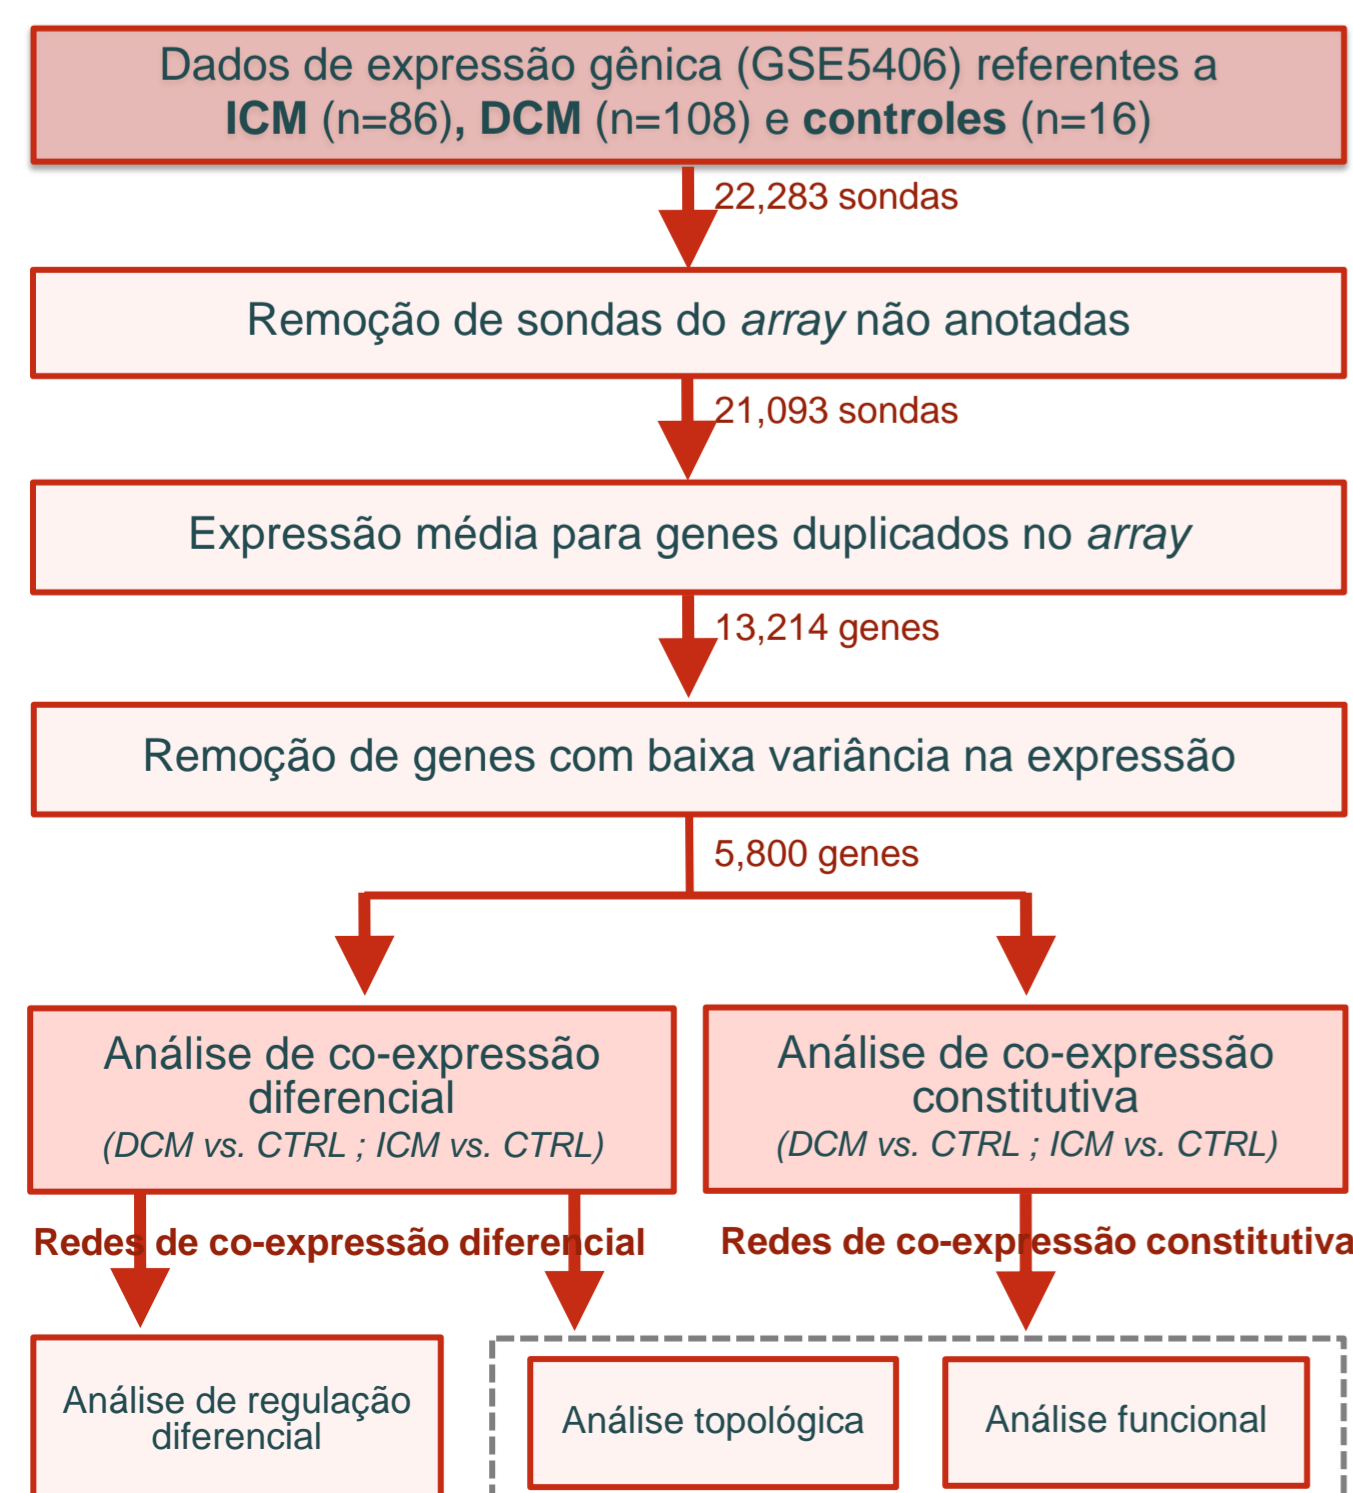 Dados de expressão gênica (GSE5406) referentes a
ICM (n=86), DCM (n=108) e controles (n=16)
22,283 sondas
Remoção de sondas do array não anotadas
21,093 sondas
Expressão média para genes duplicados no array
13,214 genes
Remoção de genes com baixa variância na expressão
5,800 genes
Análise de co-expressão
diferencial
(DCM vs. CTRL ; ICM vs. CTRL)
Análise de co-expressão
constitutiva
(DCM vs. CTRL ; ICM vs. CTRL)
Redes de co-expressão diferencial
Redes de co-expressão constitutiva
Análise de regulação
diferencial
Análise topológica
Análise funcional